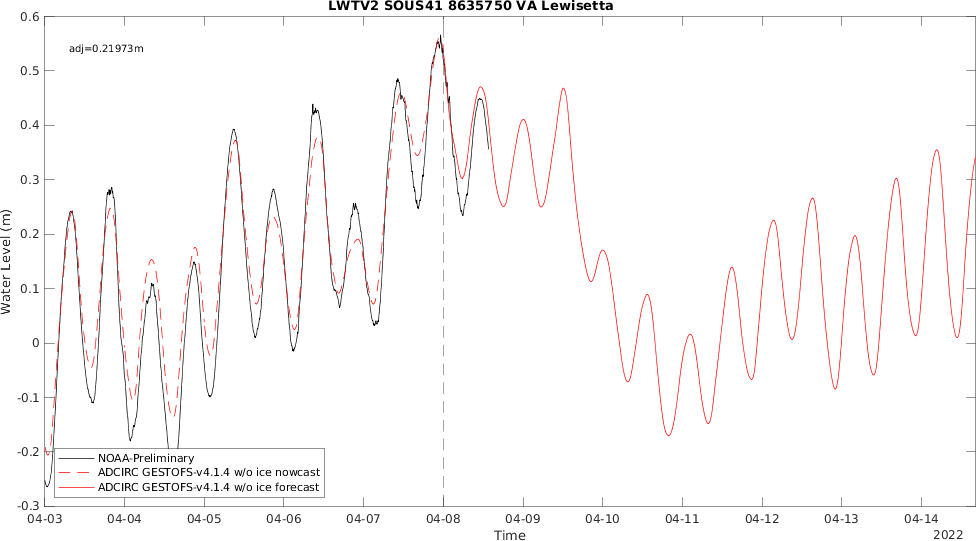 LWTV2 SOUS41 8635750 VA Lewisetta
adj=0.21973m
Water Level (m)
0.6
0.5
0.4
0.3
0.2
0.1
0
-0.1
-0.2
-0.3
NOAA-Preliminary
ADCIRC GESTOFS-v4.1.4 w/o ice nowcast
ADCIRC GESTOFS-v4.1.4 w/o ice forecast
04-03 04-04 04-05 04-06 04-07 04-08 04-09 04-10 04-11 04-12 04-13 04-14
Time
2022